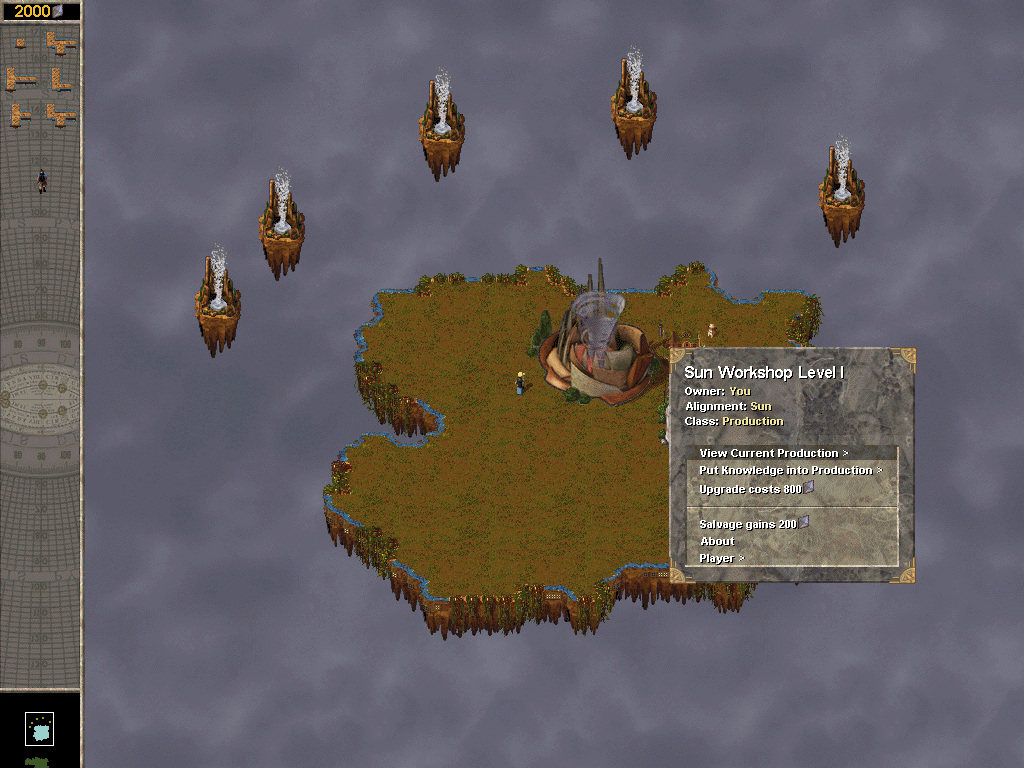 2000
Sun Workshop Level I
Owner: You
Alignment: Sun
Class: Production
View Current Production >
Put Knowledge into Production >
Upgrade costs 800
Salvage gains 200
About
Player >